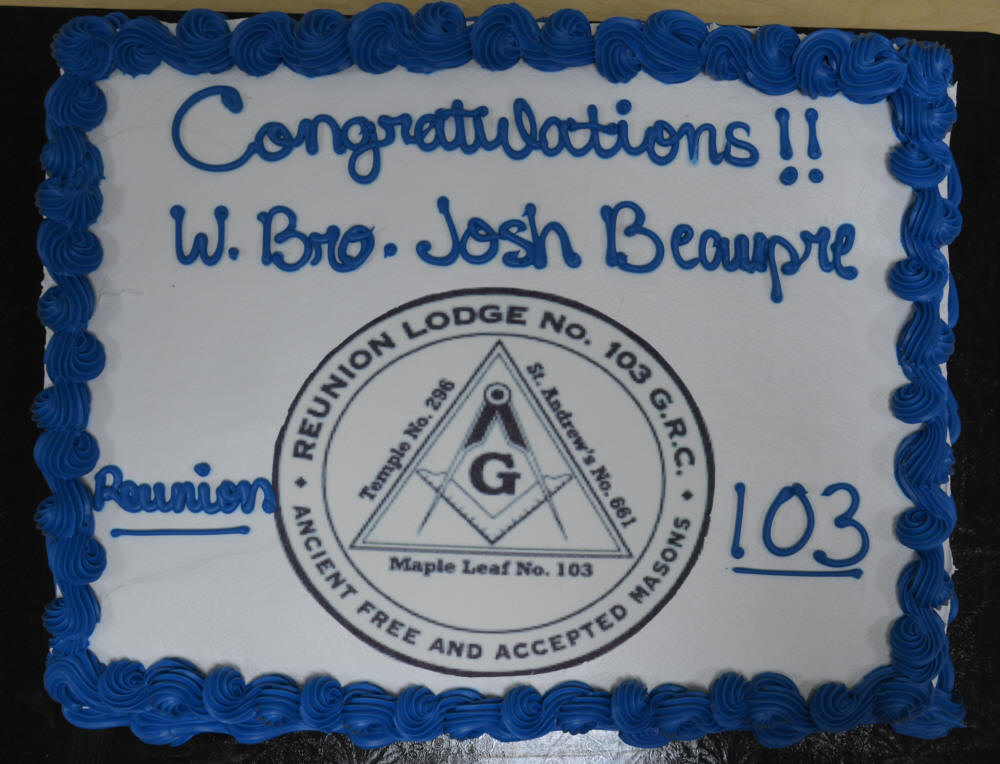 Congratulations!!
W. Bro. Josh Beaupre
REUNION LODGE No. 103 G.R.C.
Temple No. 296
St. Andrew's No. 661
G
Maple Leaf No. 103
ANCIENT FREE AND ACCEPTED MASONS
Reunion
103